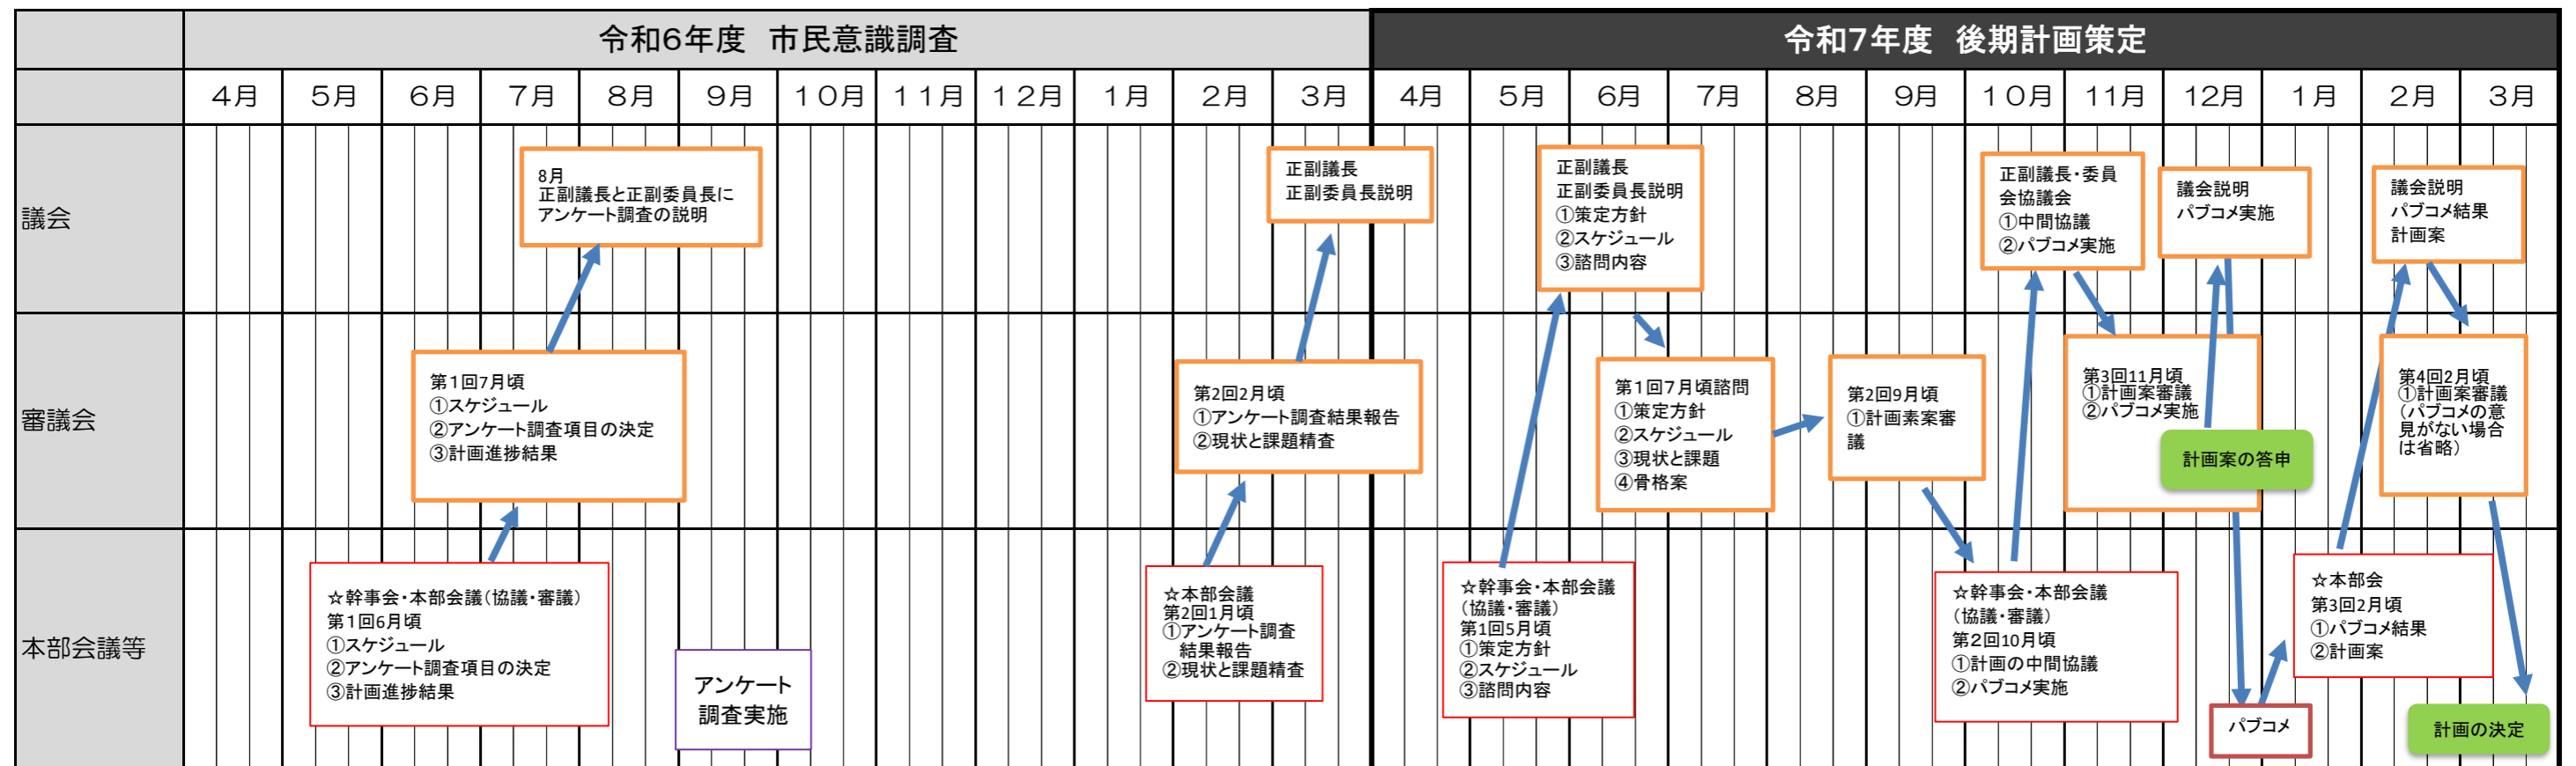 令和６年度　市民意識調査
令和７年度　後期計画策定
４月
５月
６月
７月
８月
９月
１０月
１１月
１２月
１月
２月
３月
４月
５月
６月
７月
８月
９月
１０月
11月
12月
１月
２月
３月
議会
8月
正副議長と正副委員長に
アンケート調査の説明
正副議長
正副委員長説明
正副議長
正副委員長説明
①策定方針
②スケジュール
③諮問内容
正副議長・委員
会協議会
①中間協議
②パブコメ実施
議会説明
パブコメ実施
議会説明
パブコメ結果
計画案
審議会
第１回7月頃
①スケジュール
②アンケート調査項目の決定
③計画進捗結果
第2回2月頃
①アンケート調査結果報告
②現状と課題精査
第１回７月頃諮問
①策定方針
②スケジュール
③現状と課題
④骨格案
第2回9月頃
①計画素案審
議
第3回11月頃
①計画案審議
②パブコメ実施
計画案の答申
第4回2月頃
①計画案審議
（パブコメの意
見がない場合
は省略）
本部会議等
☆幹事会・本部会議（協議・審議）
第１回6月頃
①スケジュール
②アンケート調査項目の決定
③計画進捗結果
アンケート
調査実施
☆本部会議
第2回1月頃
①アンケート調査
結果報告
②現状と課題精査
☆幹事会・本部会議
（協議・審議）
第1回5月頃
①策定方針
②スケジュール
③諮問内容
☆幹事会・本部会議
（協議・審議）
第２回10月頃
①計画の中間協議
②パブコメ実施
☆本部会
第3回2月頃
①パブコメ結果
②計画案
パブコメ
計画の決定